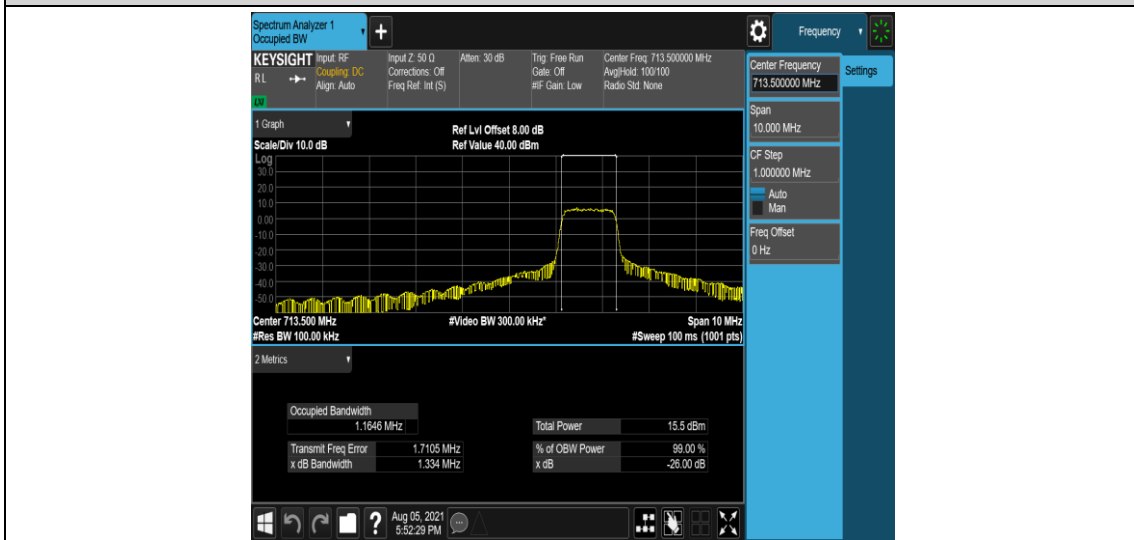 Spectrum Analyzer 1
Occupied BW
Frequency
KEYSIGHT
RL
Input: RF
Coupling: DC
Align: Auto
Input Z: 50 Ω
Corrections: Off
Freq Ref: Int (S)
Atten: 30 dB
Trig: Free Run
Gate: Off
#IF Gain: Low
Center Freq: 713.500000 MHz
Avg|Hold: 100/100
Radio Std: None
Center Frequency
713.500000 MHz
Settings
Span
10.000 MHz
CF Step
1.000000 MHz
Auto
Man
Freq Offset
0 Hz
1 Graph
Ref Lvl Offset 8.00 dB
Scale/Div 10.0 dB
Ref Value 40.00 dBm
Log
30.0
20.0
10.0
0.00
-10.0
-20.0
-30.0
-40.0
-50.0
Center 713.500 MHz
#Video BW 300.00 kHz*
Span 10 MHz
#Res BW 100.00 kHz
#Sweep 100 ms (1001 pts)
2 Metrics
Occupied Bandwidth
1.1646 MHz
Total Power 15.5 dBm
Transmit Freq Error 1.7105 MHz
% of OBW Power 99.00 %
x dB Bandwidth 1.334 MHz
x dB -26.00 dB
Aug 05, 2021
5:52:29 PM